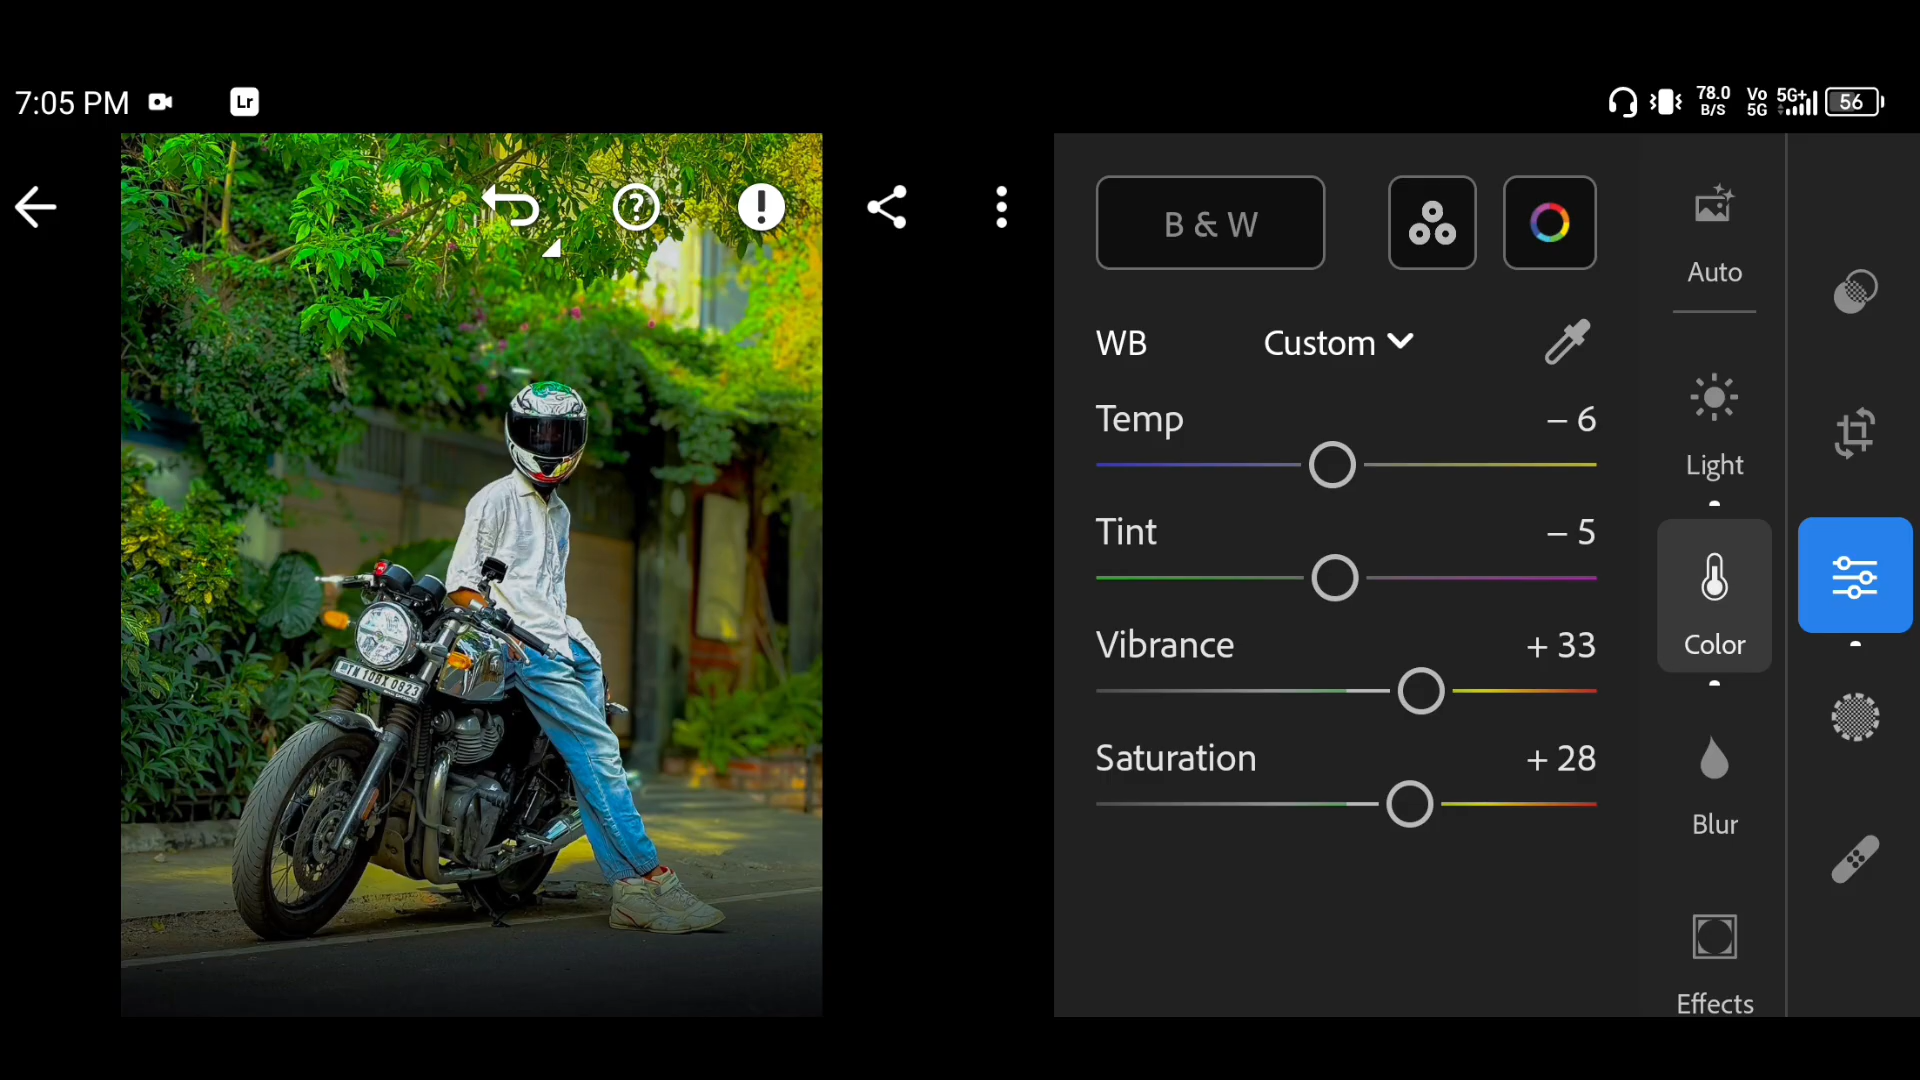 7:05 PM
Lr
78.0
B/S
Vo
5G
5G+
56
B & W
Auto
WB
Custom
Temp
– 6
Light
Tint
– 5
Color
Vibrance
+ 33
Saturation
+ 28
Blur
Effects